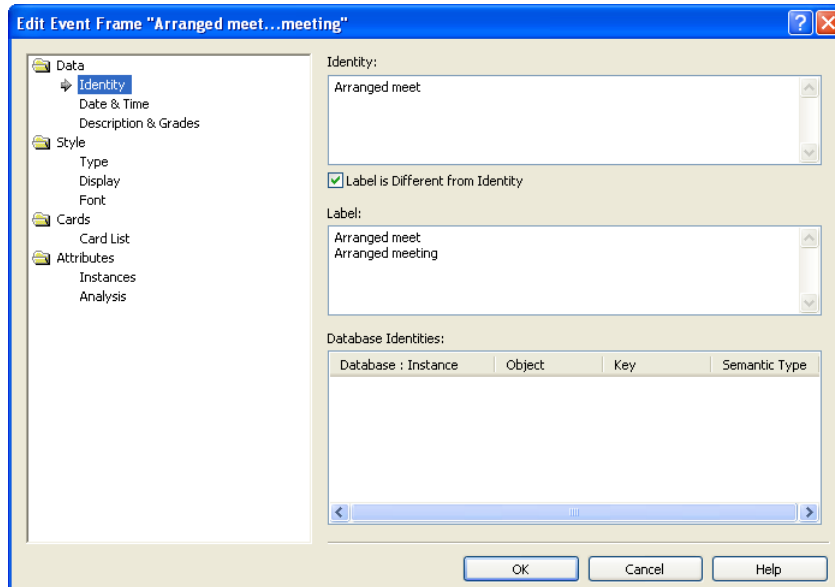 Edit Event Frame "Arranged meet...meeting"
Data
Identity
Date & Time
Description & Grades
Style
Type
Display
Font
Cards
Card List
Attributes
Instances
Analysis
Identity:
Arranged meet
Label is Different from Identity
Label:
Arranged meet
Arranged meeting
Database Identities:
Database : Instance Object Key Semantic Type
OK Cancel Help